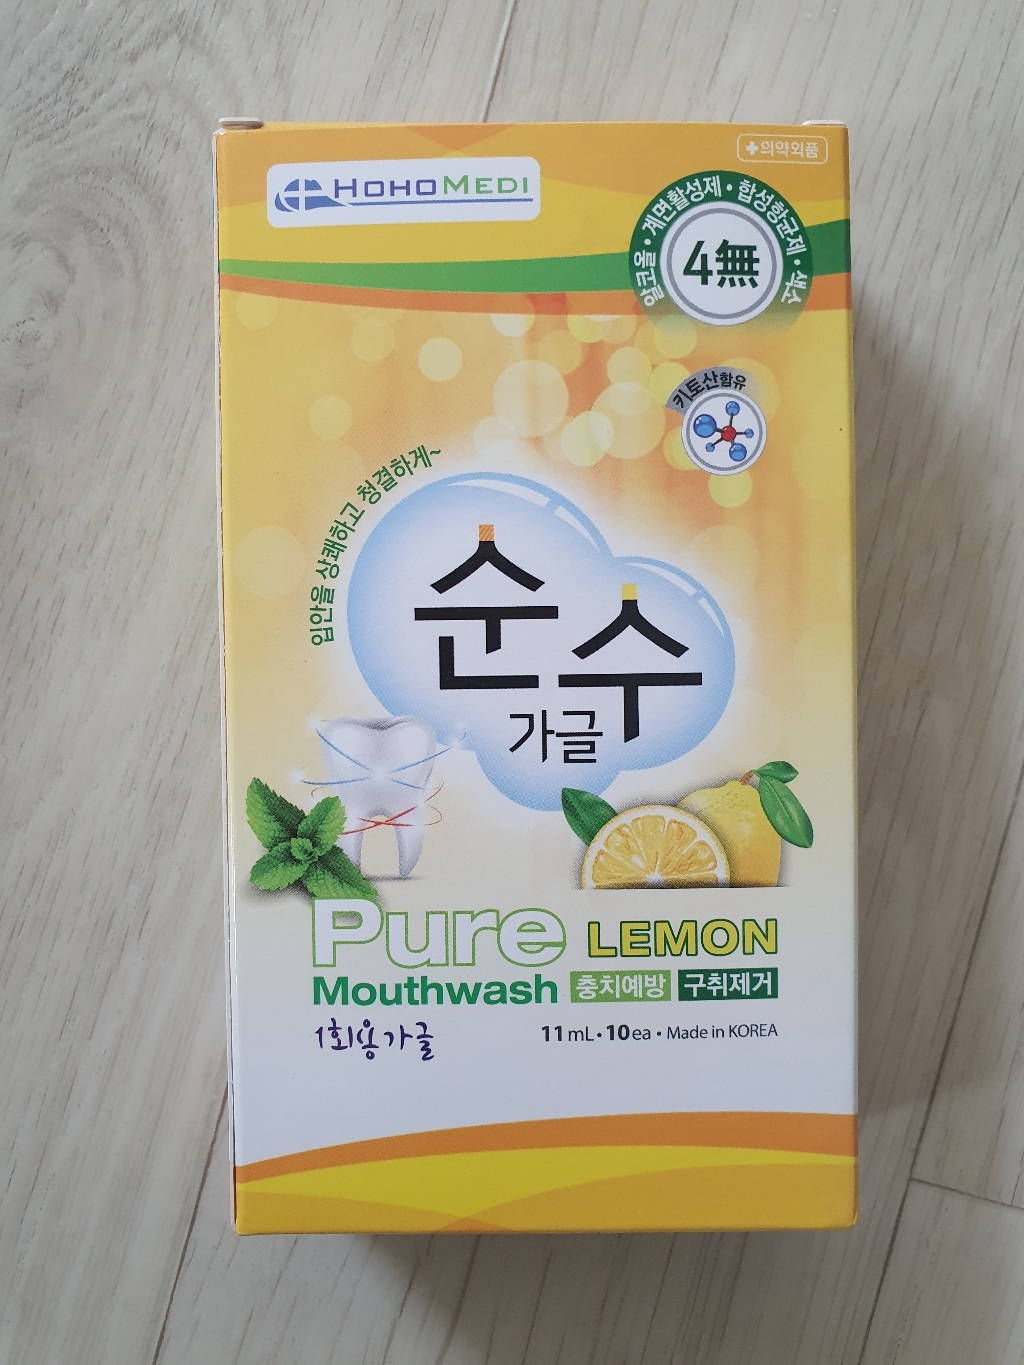 HOHOMEDI
✚의약외품
알코올 • 계면활성제 • 합성항균제 • 색소
4無
키토산함유
입안을 상쾌하고 청결하게~
순수
가글
Pure LEMON
Mouthwash 충치예방 구취제거
1회용가글
11 mL • 10 ea • Made in KOREA